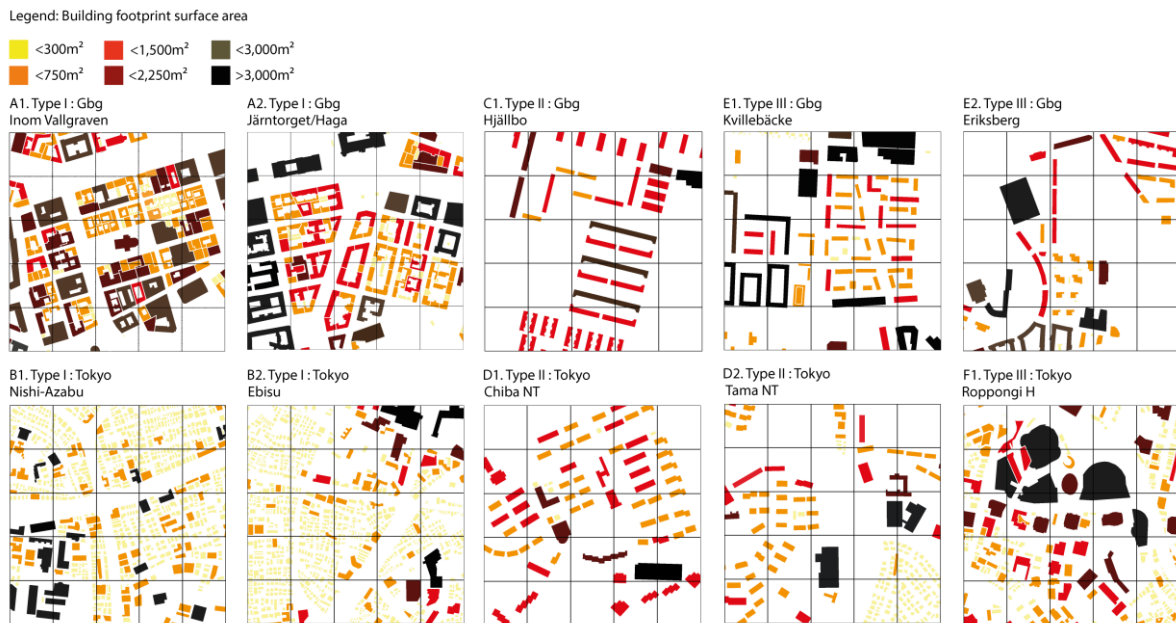 Legend: Building footprint surface area
<300m² <1,500m² <3,000m²
<750m² <2,250m² >3,000m²
A1. Type I : Gbg
Inom Vallgraven
A2. Type I : Gbg
Järntorget/Haga
C1. Type II : Gbg
Hjällbo
E1. Type III : Gbg
Kvillebäcke
E2. Type III : Gbg
Eriksberg
B1. Type I : Tokyo
Nishi-Azabu
B2. Type I : Tokyo
Ebisu
D1. Type II : Tokyo
Chiba NT
D2. Type II : Tokyo
Tama NT
F1. Type III : Tokyo
Roppongi H